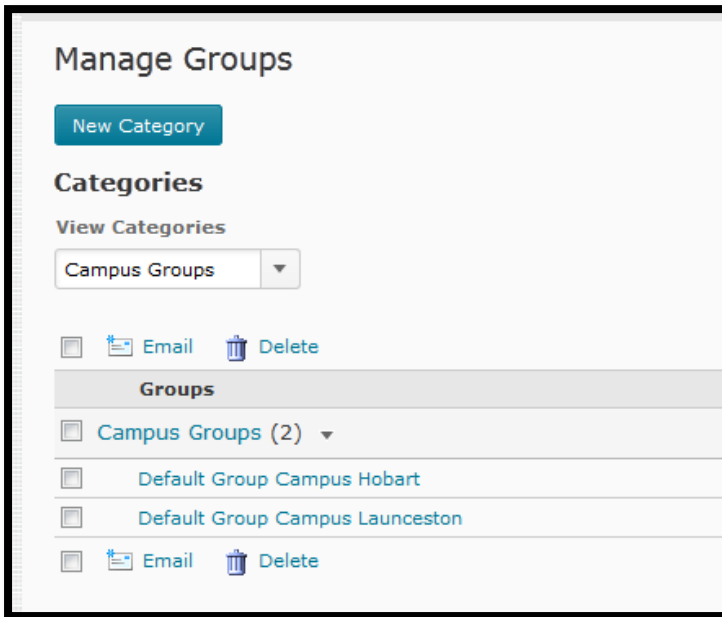 Manage Groups
New Category
Categories
View Categories
Campus Groups
Email Delete
Groups
Campus Groups (2)
Default Group Campus Hobart
Default Group Campus Launceston
Email Delete